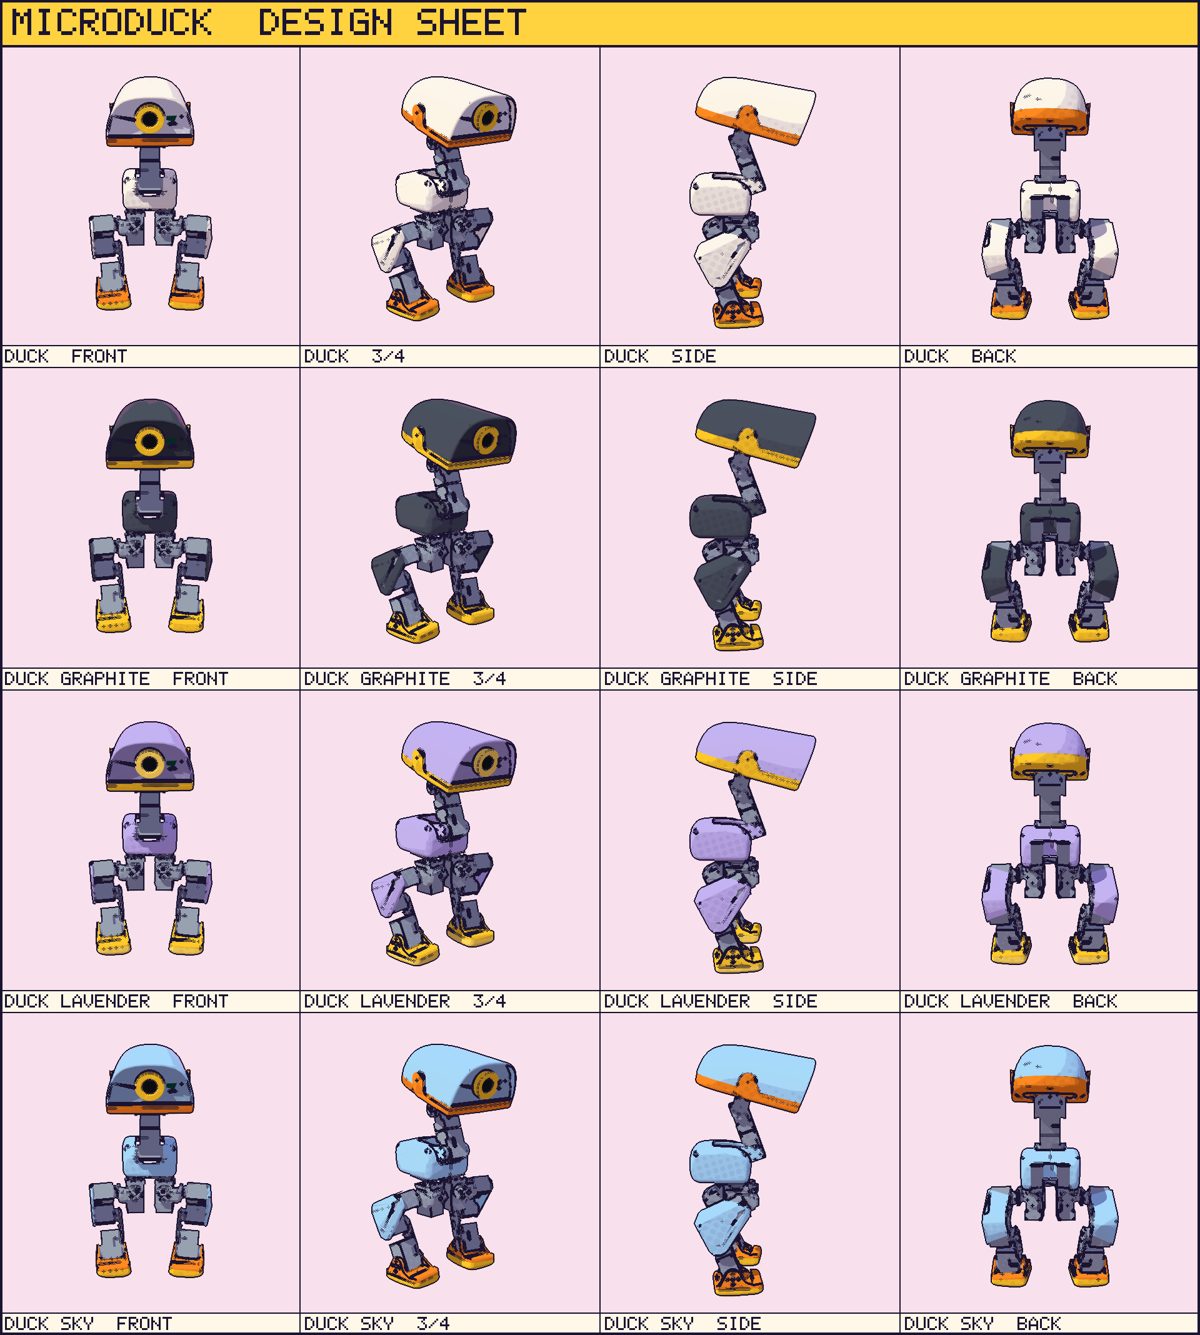 MICRODUCK DESIGN SHEET
DUCK FRONT
DUCK 3/4
DUCK SIDE
DUCK BACK
DUCK GRAPHITE FRONT
DUCK GRAPHITE 3/4
DUCK GRAPHITE SIDE
DUCK GRAPHITE BACK
DUCK LAVENDER FRONT
DUCK LAVENDER 3/4
DUCK LAVENDER SIDE
DUCK LAVENDER BACK
DUCK SKY FRONT
DUCK SKY 3/4
DUCK SKY SIDE
DUCK SKY BACK